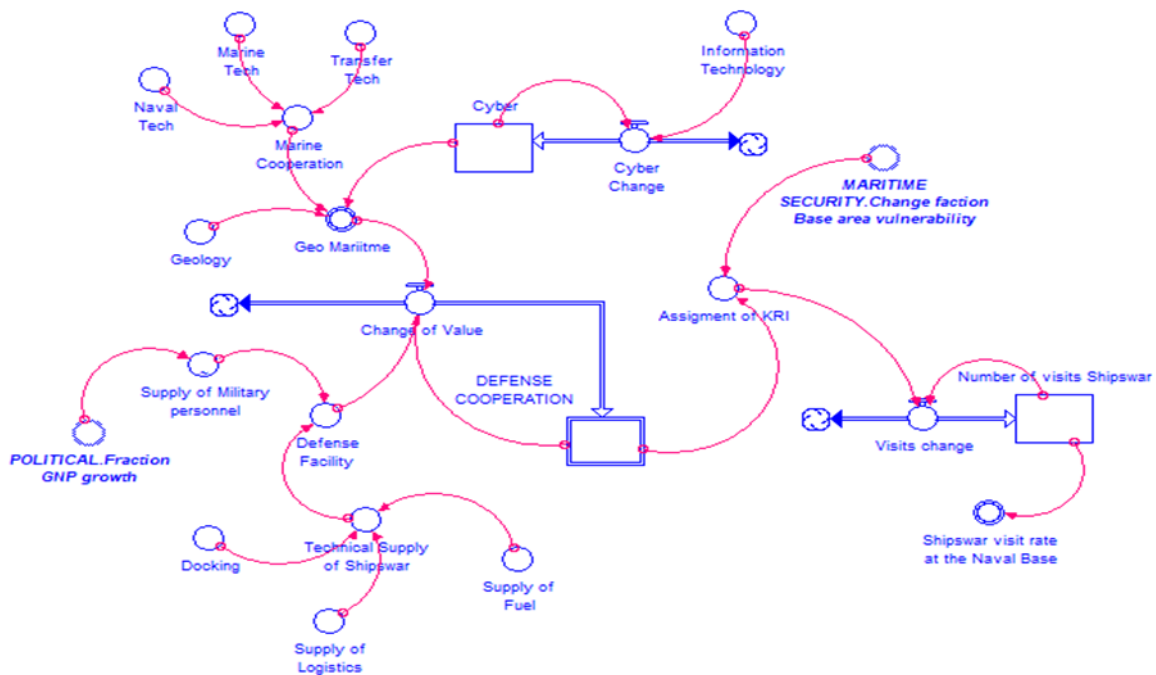 Marine
Tech
Transfer
Tech
Information
Technology
Naval
Tech
Cyber
Marine
Cooperation
Cyber
Change
MARITIME
SECURITY.Change faction
Base area vulnerability
Geology
Geo Mariitme
Change of Value
Assigment of KRI
Supply of Military
personnel
DEFENSE
COOPERATION
Number of visits Shipswar
Defense
Facility
Visits change
POLITICAL.Fraction
GNP growth
Docking
Technical Supply
of Shipswar
Supply of
Fuel
Shipswar visit rate
at the Naval Base
Supply of
Logistics